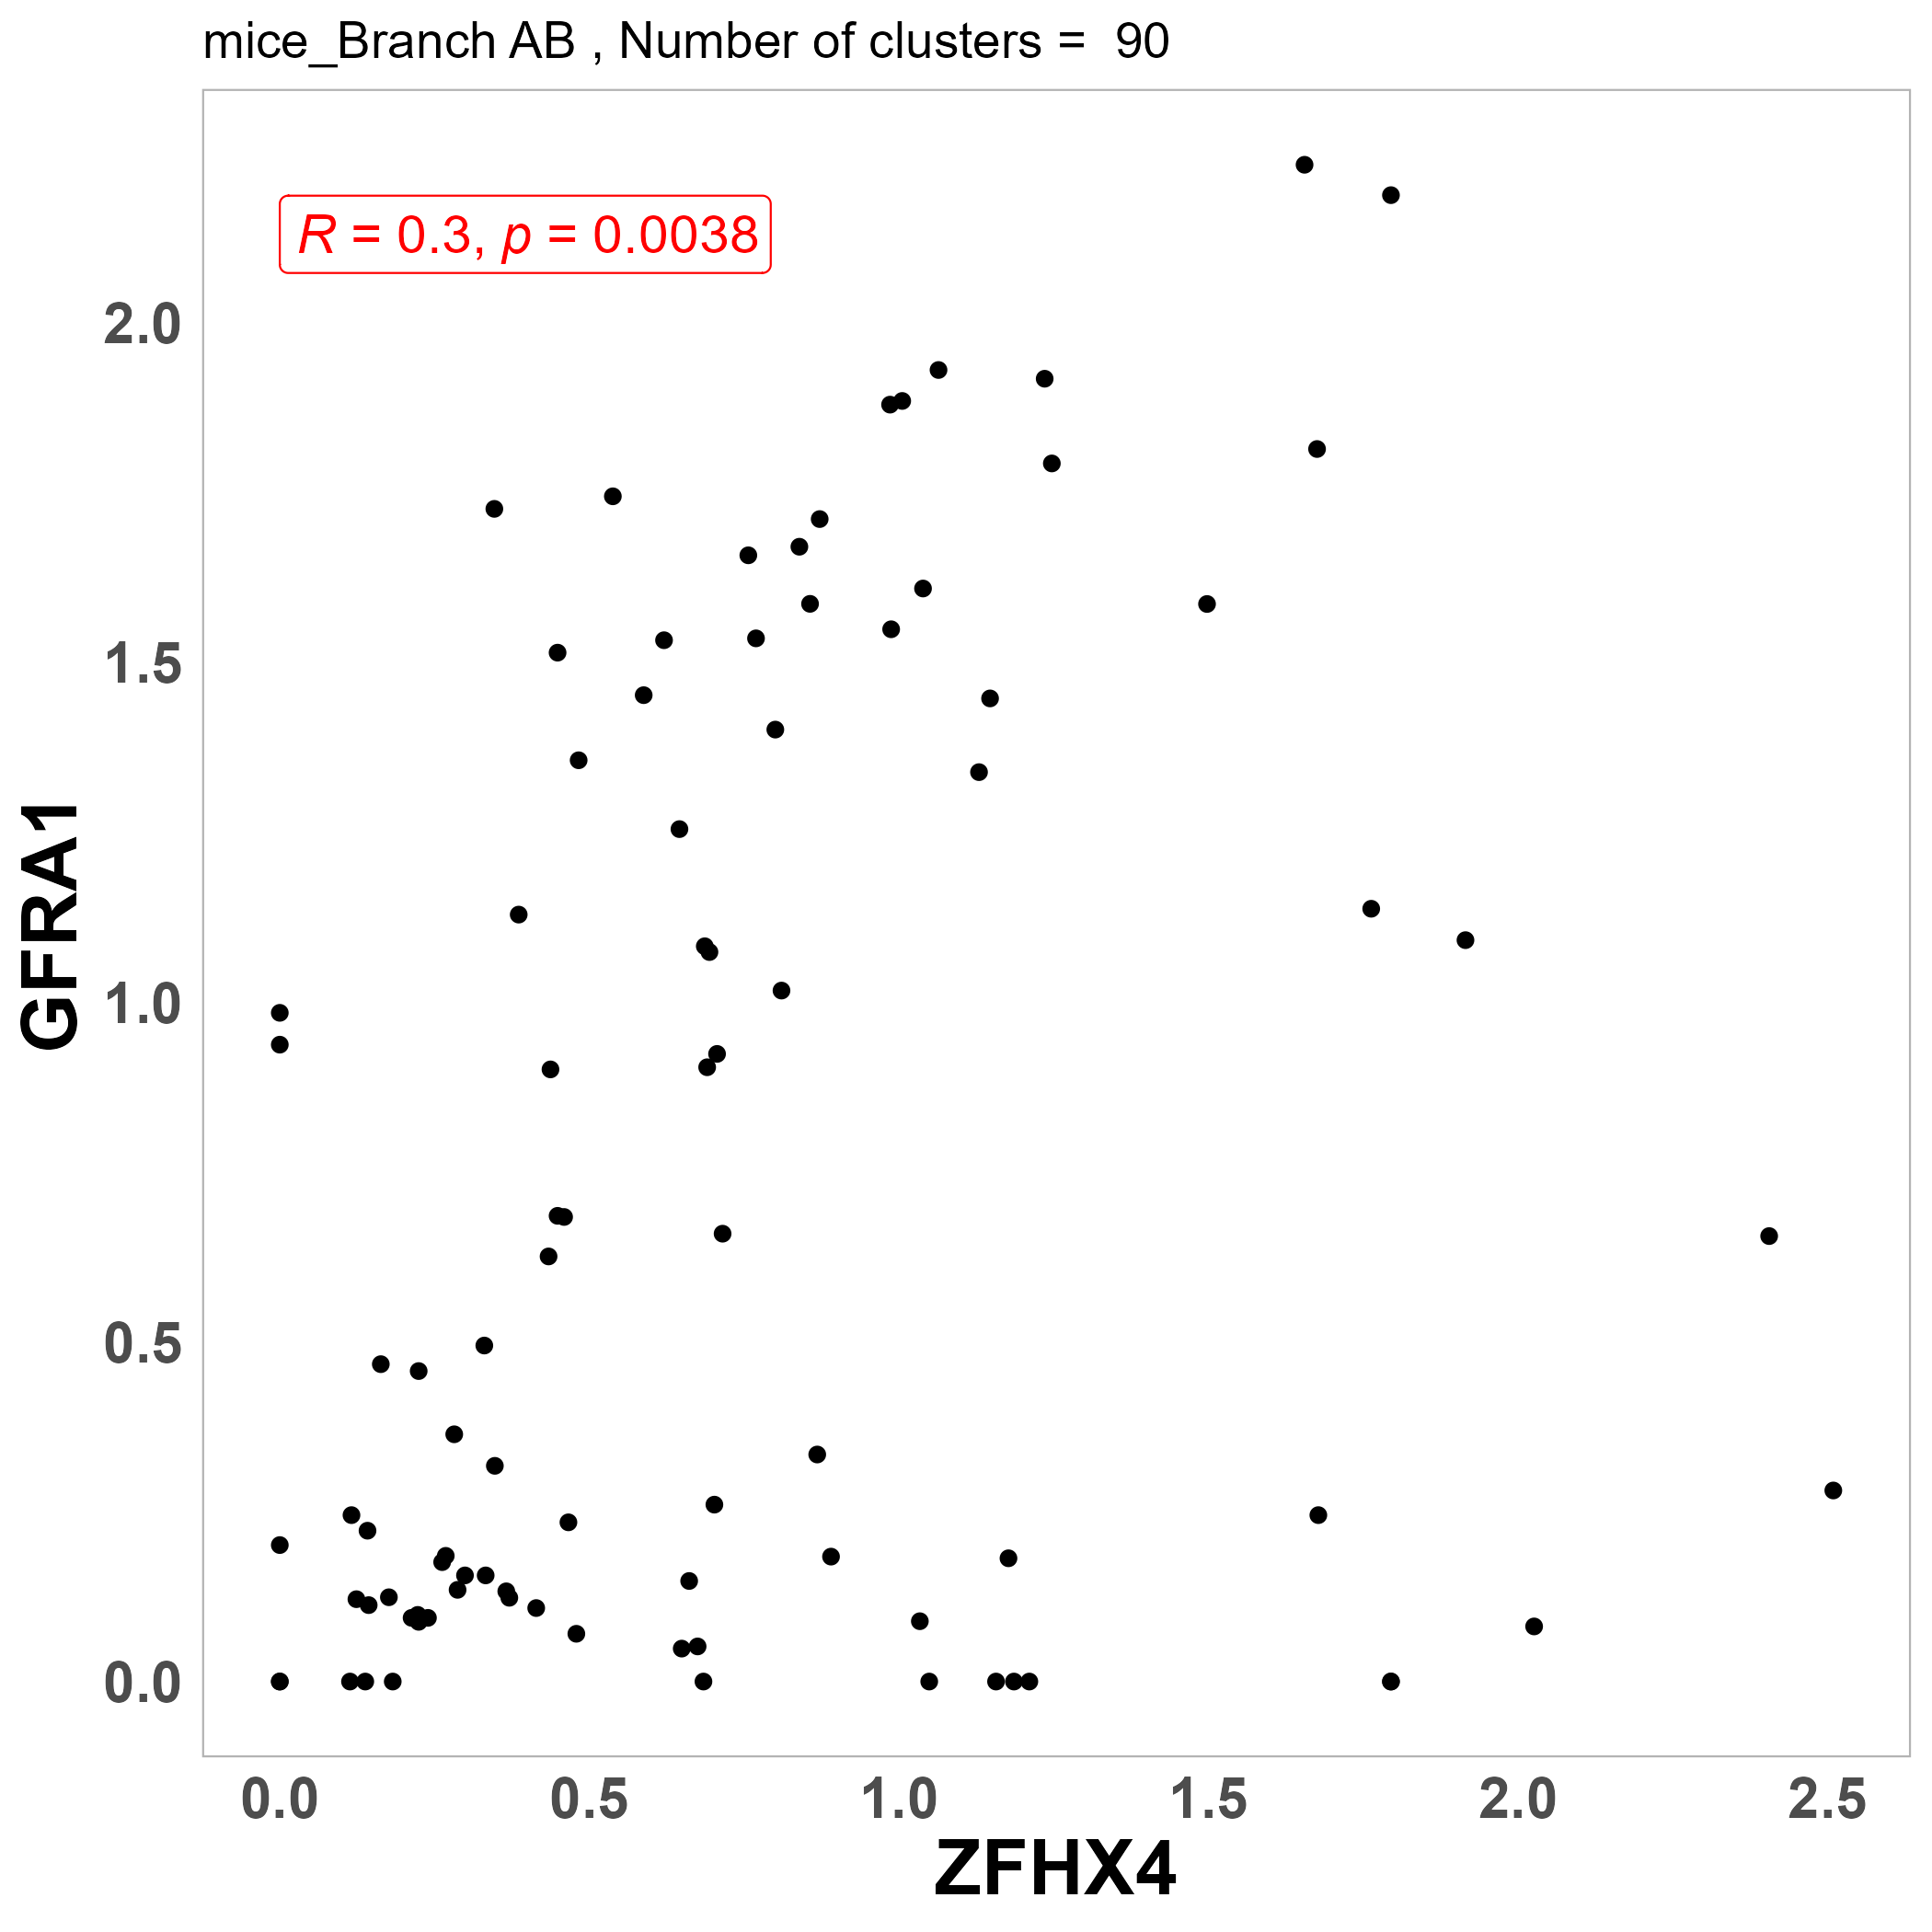 mice_Branch AB , Number of clusters =  90
R = 0.3, p = 0.0038
2.0
1.5
1.0
0.5
0.0
GFRA1
0.0 0.5 1.0 1.5 2.0 2.5
ZFHX4